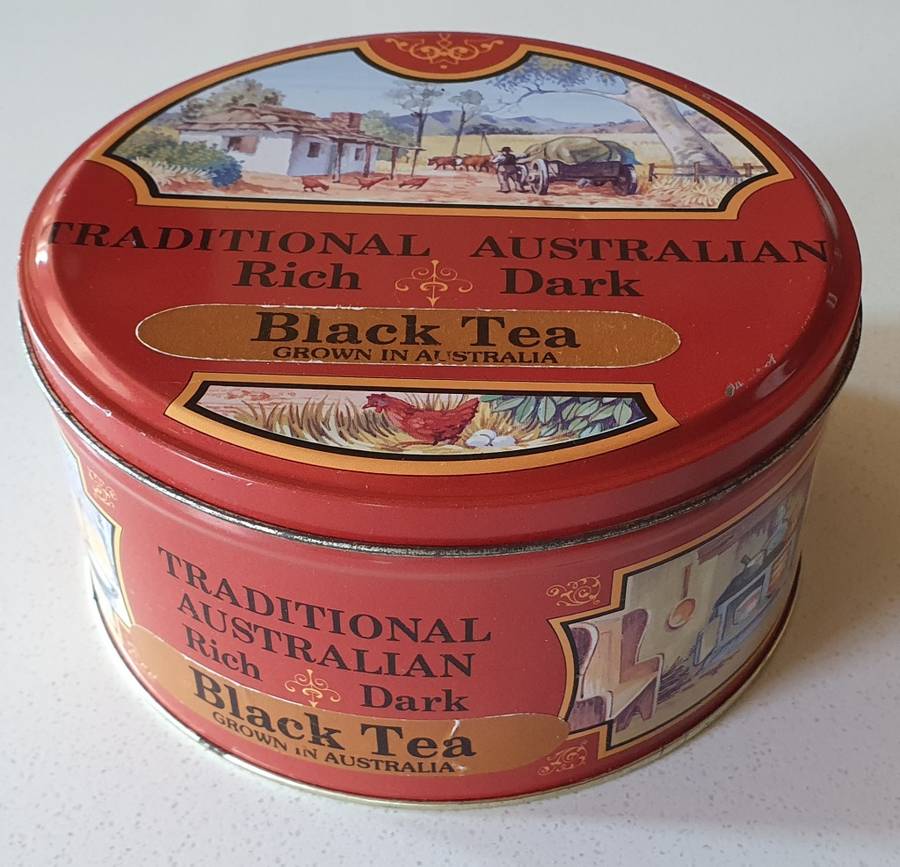 TRADITIONAL AUSTRALIAN
Rich Dark
Black Tea
GROWN IN AUSTRALIA
TRADITIONAL
AUSTRALIAN
Rich Dark
Black Tea
GROWN IN AUSTRALIA